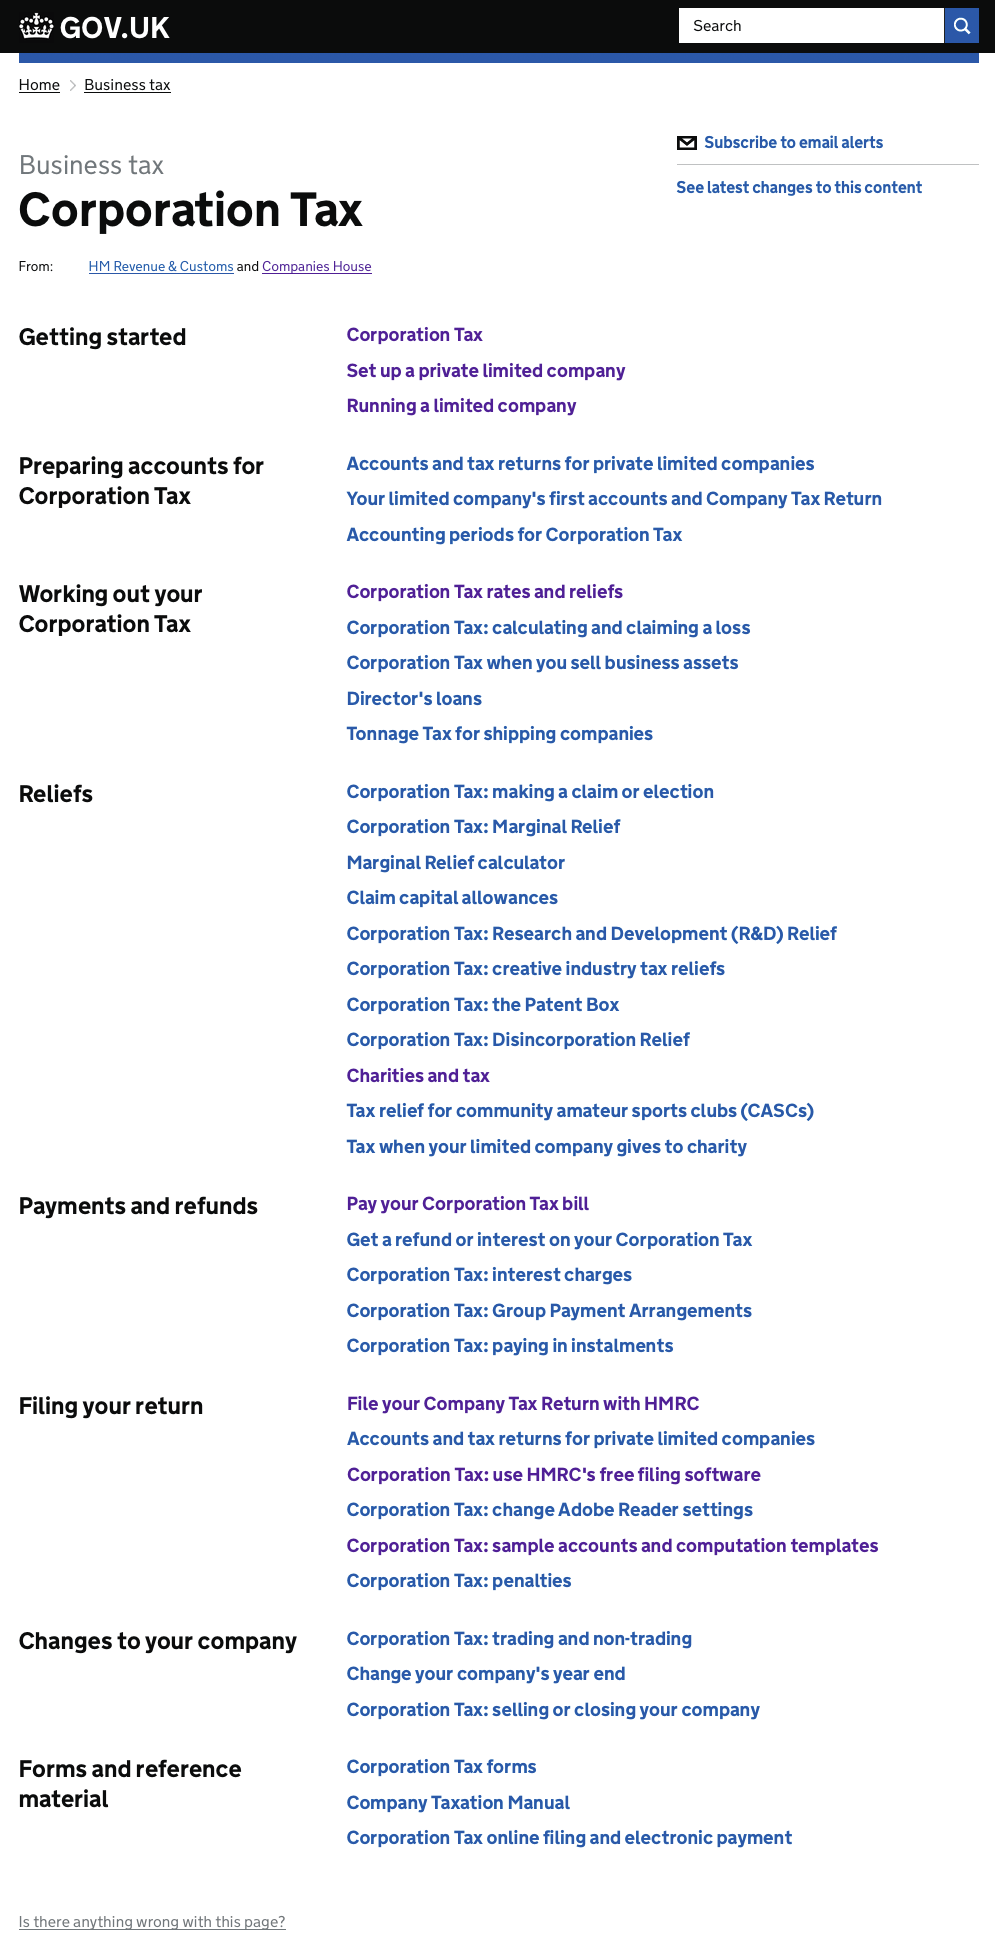 GOV.UK
Search
Home
Business tax
Subscribe to email alerts
See latest changes to this content
Business tax
Corporation Tax
From: HM Revenue & Customs and Companies House
Getting started
Corporation Tax
Set up a private limited company
Running a limited company
Preparing accounts for
Corporation Tax
Accounts and tax returns for private limited companies
Your limited company's first accounts and Company Tax Return
Accounting periods for Corporation Tax
Working out your
Corporation Tax
Corporation Tax rates and reliefs
Corporation Tax: calculating and claiming a loss
Corporation Tax when you sell business assets
Director's loans
Tonnage Tax for shipping companies
Reliefs
Corporation Tax: making a claim or election
Corporation Tax: Marginal Relief
Marginal Relief calculator
Claim capital allowances
Corporation Tax: Research and Development (R&D) Relief
Corporation Tax: creative industry tax reliefs
Corporation Tax: the Patent Box
Corporation Tax: Disincorporation Relief
Charities and tax
Tax relief for community amateur sports clubs (CASCs)
Tax when your limited company gives to charity
Payments and refunds
Pay your Corporation Tax bill
Get a refund or interest on your Corporation Tax
Corporation Tax: interest charges
Corporation Tax: Group Payment Arrangements
Corporation Tax: paying in instalments
Filing your return
File your Company Tax Return with HMRC
Accounts and tax returns for private limited companies
Corporation Tax: use HMRC's free filing software
Corporation Tax: change Adobe Reader settings
Corporation Tax: sample accounts and computation templates
Corporation Tax: penalties
Changes to your company
Corporation Tax: trading and non-trading
Change your company's year end
Corporation Tax: selling or closing your company
Forms and reference
material
Corporation Tax forms
Company Taxation Manual
Corporation Tax online filing and electronic payment
Is there anything wrong with this page?